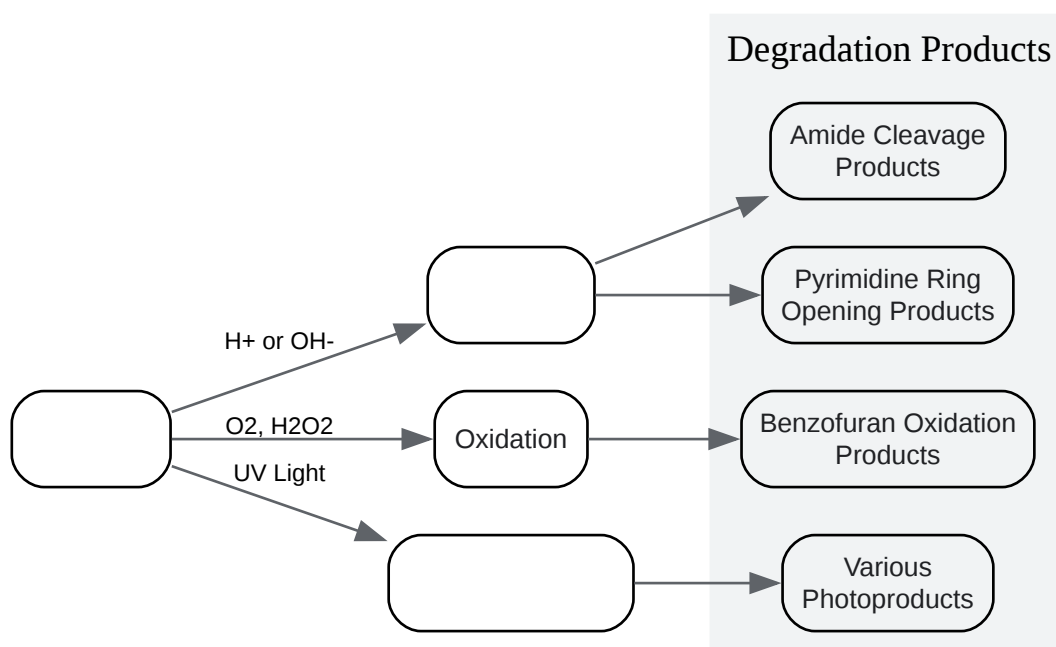 Degradation Products
Amide Cleavage
Products
Pyrimidine Ring
Opening Products
H+ or OH-
O2, H2O2
Oxidation
Benzofuran Oxidation
Products
UV Light
Various
Photoproducts